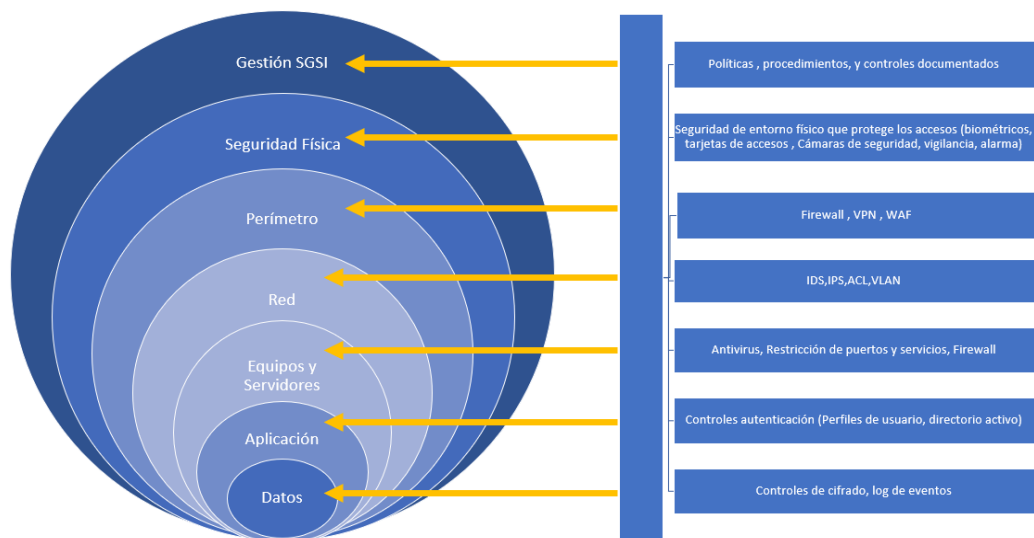 Gestión SGSI
Seguridad Física
Perímetro
Red
Equipos y
Servidores
Aplicación
Datos
Políticas , procedimientos, y controles documentados
Seguridad de entorno físico que protege los accesos (biométricos,
tarjetas de accesos , Cámaras de seguridad, vigilancia, alarma)
Firewall , VPN , WAF
IDS,IPS,ACL,VLAN
Antivirus, Restricción de puertos y servicios, Firewall
Controles autenticación (Perfiles de usuario, directorio activo)
Controles de cifrado, log de eventos